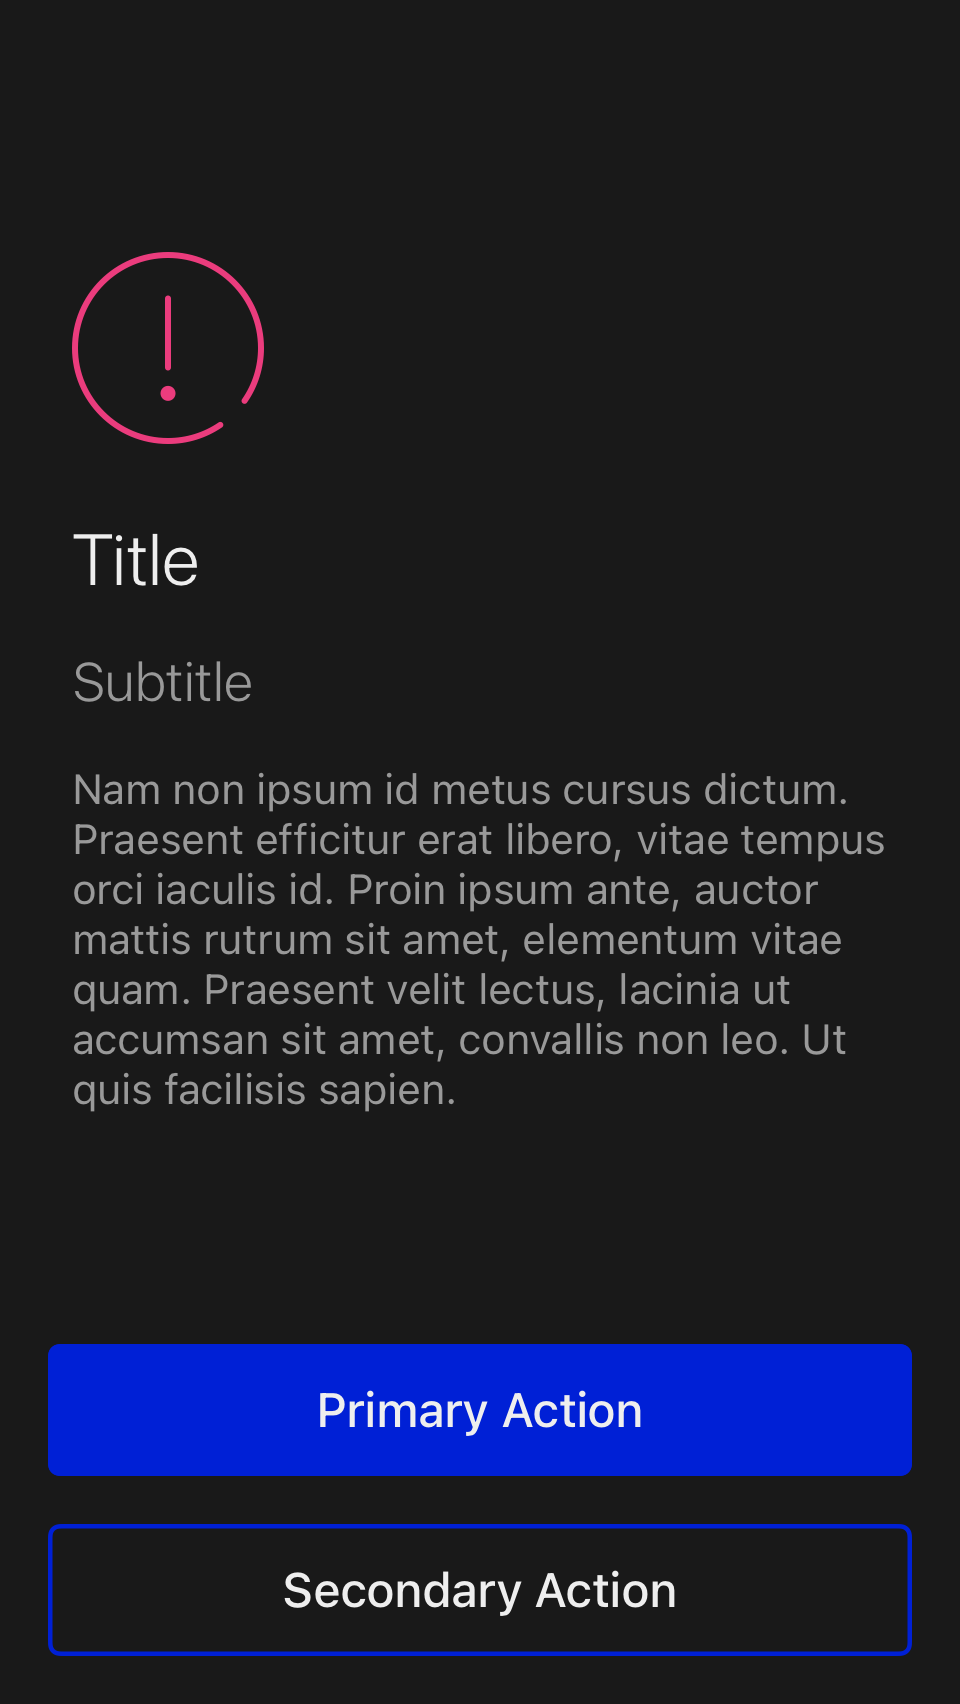 Title
Subtitle
Nam non ipsum id metus cursus dictum.
Praesent efficitur erat libero, vitae tempus
orci iaculis id. Proin ipsum ante, auctor
mattis rutrum sit amet, elementum vitae
quam. Praesent velit lectus, lacinia ut
accumsan sit amet, convallis non leo. Ut
quis facilisis sapien.
Primary Action
Secondary Action